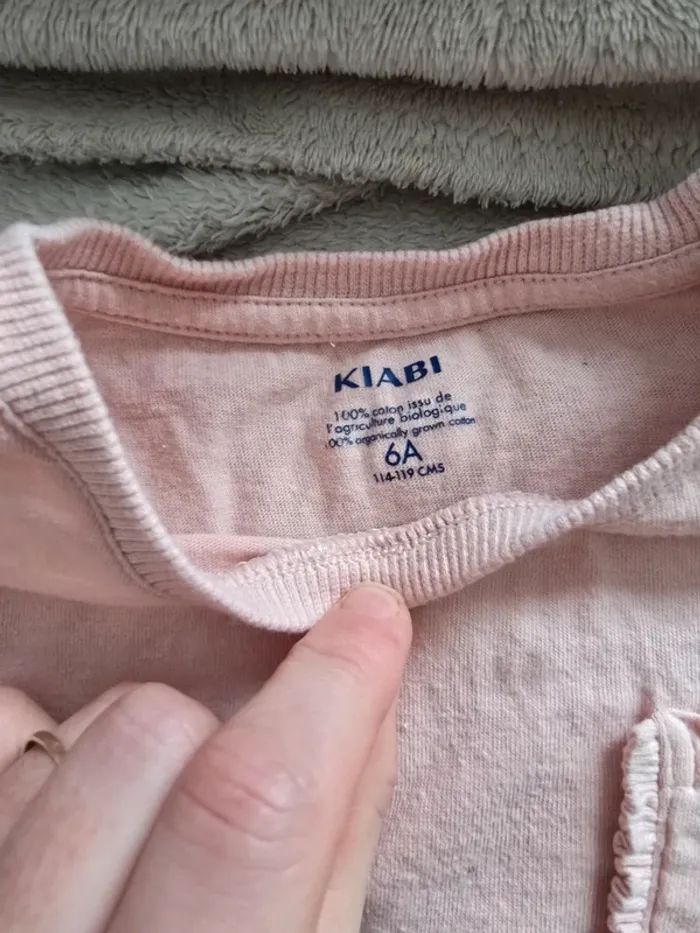 KIABI
100% coton issu de
l'agriculture biologique
100% organically grown cotton
6A
114-119 CMS